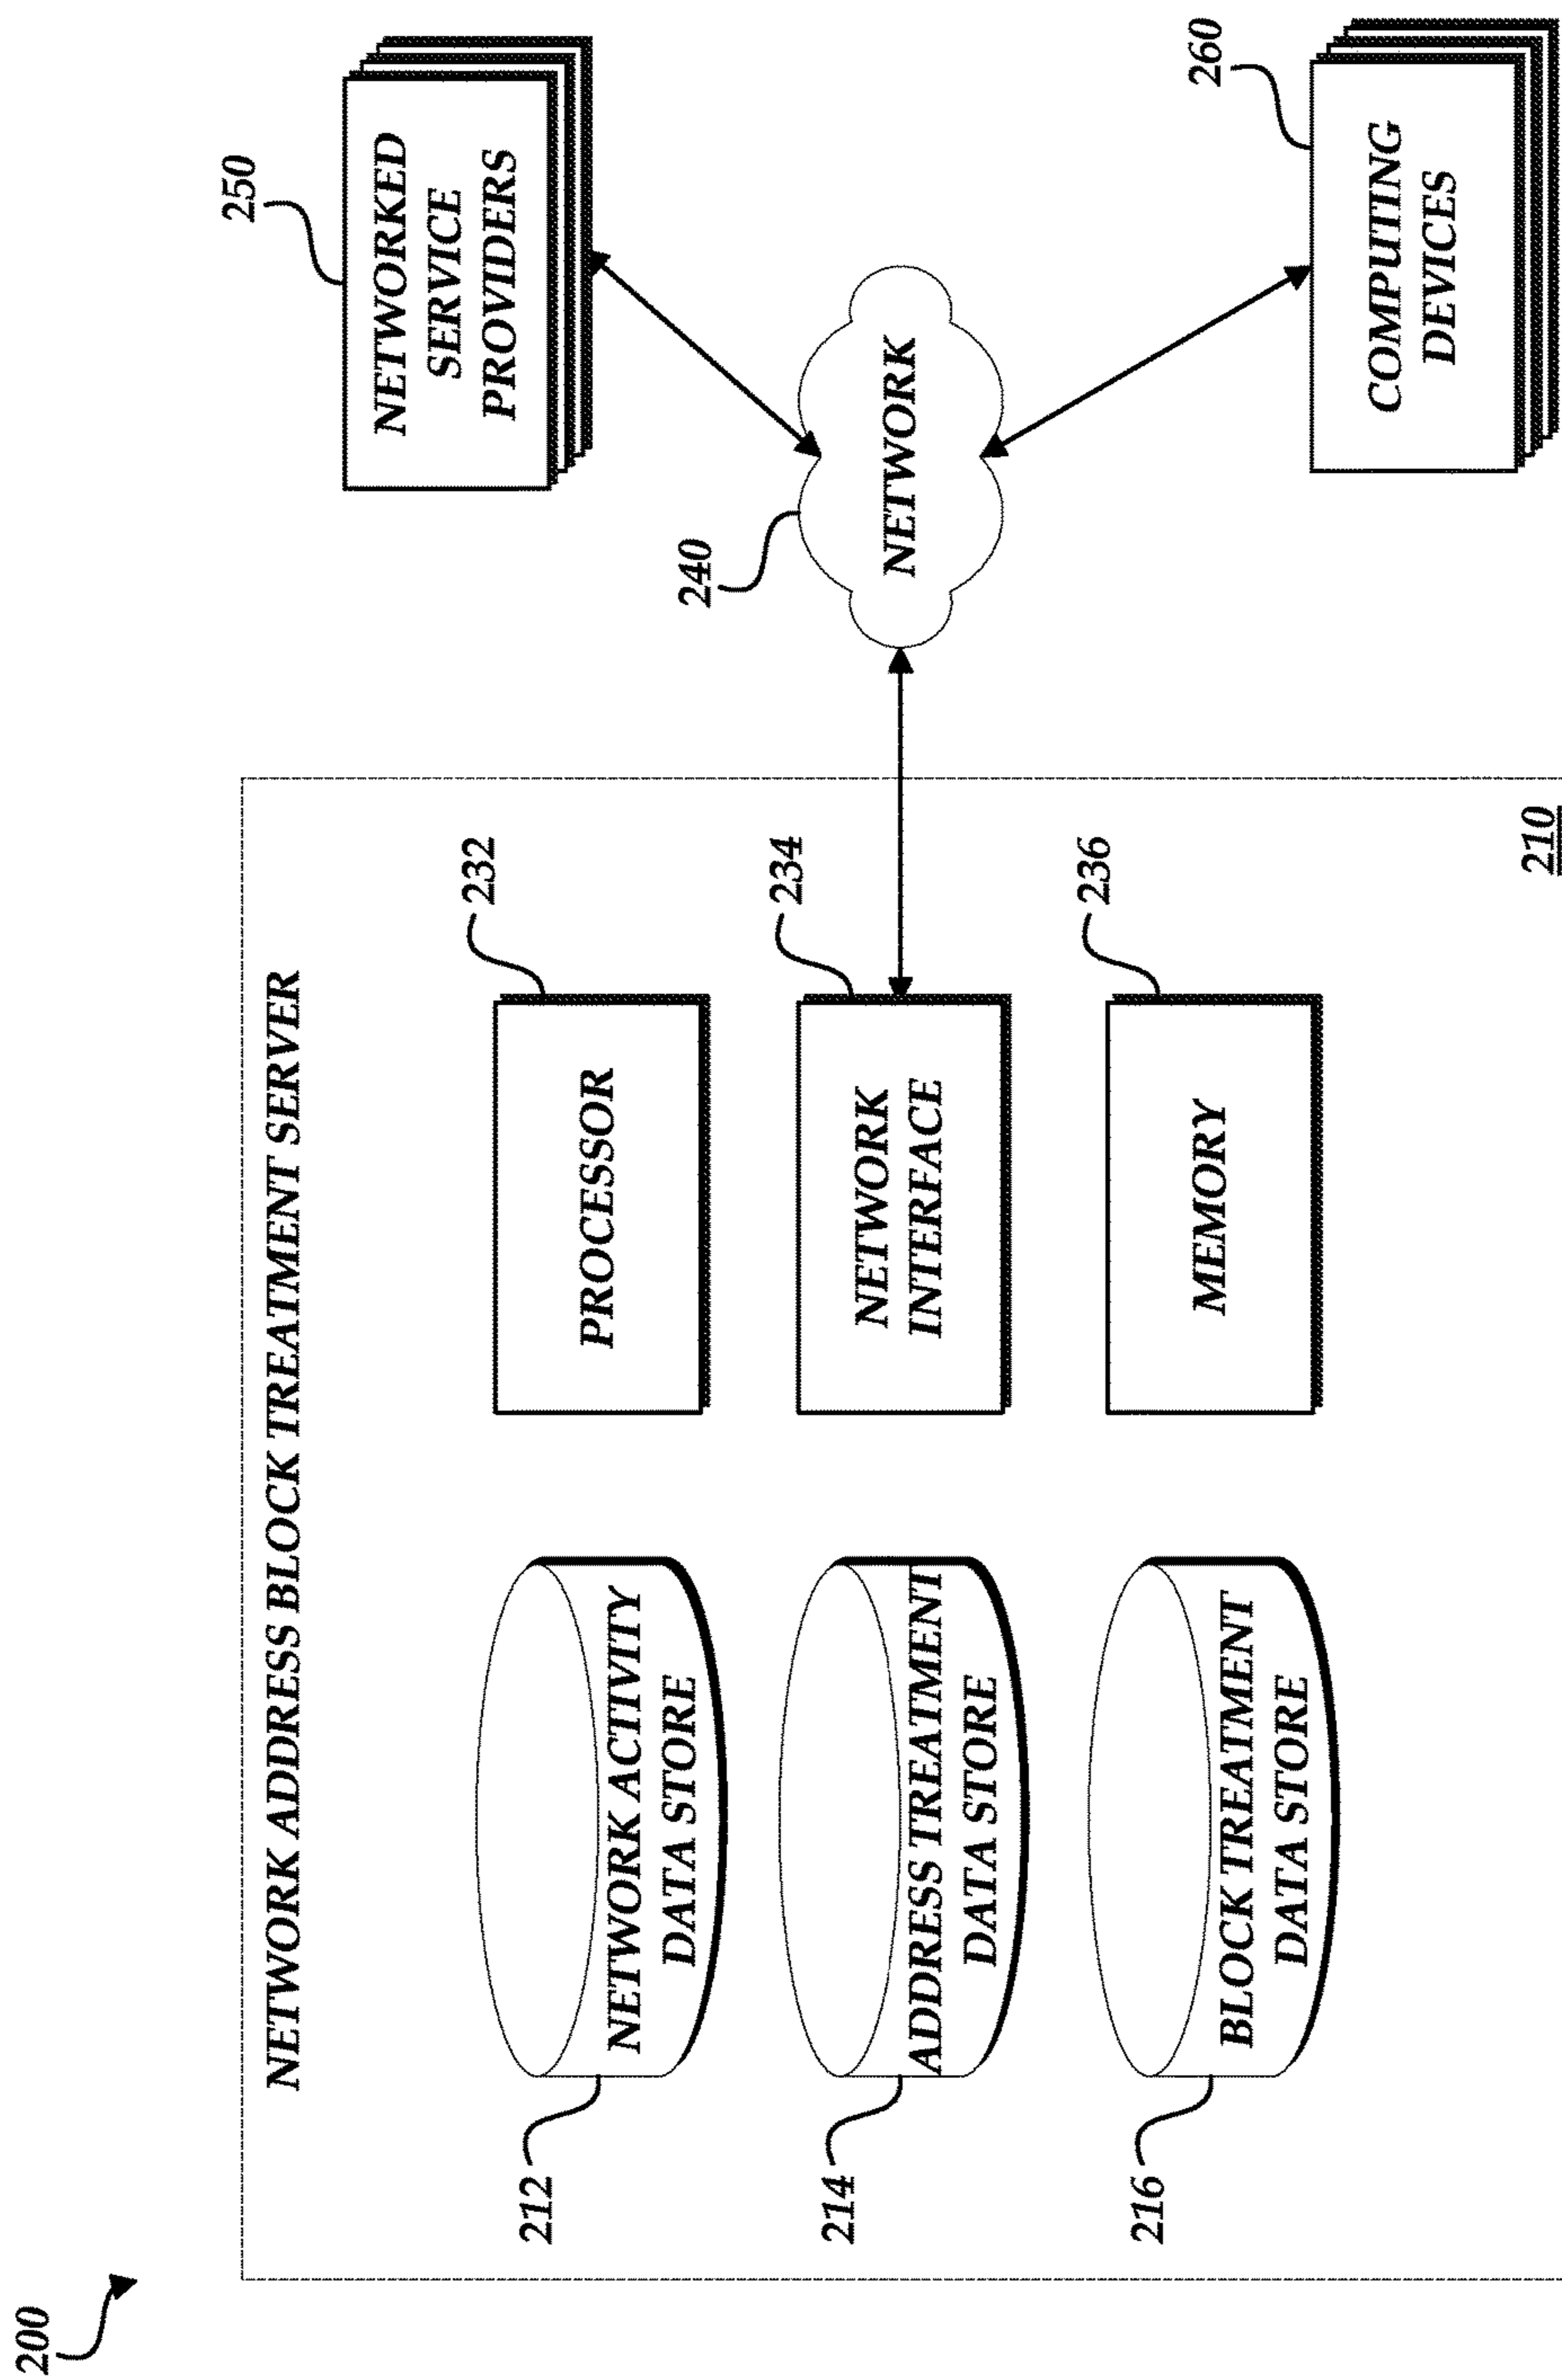 200
NETWORK ADDRESS BLOCK TREATMENT SERVER
212
NETWORK ACTIVITY
DATA STORE
214
ADDRESS TREATMENT
DATA STORE
216
BLOCK TREATMENT
DATA STORE
PROCESSOR
232
NETWORK
INTERFACE
234
MEMORY
236
210
240
NETWORK
250
NETWORKED
SERVICE
PROVIDERS
260
COMPUTING
DEVICES